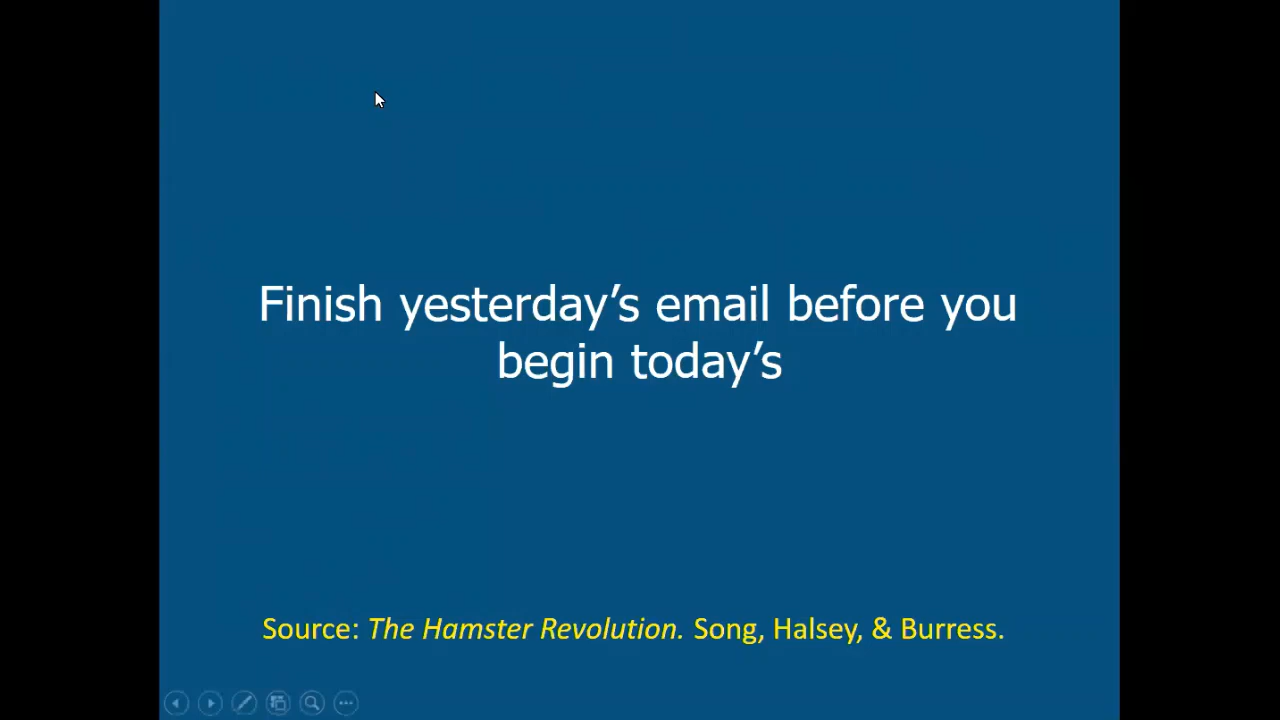 Finish yesterday’s email before you
begin today’s
Source: The Hamster Revolution. Song, Halsey, & Burress.